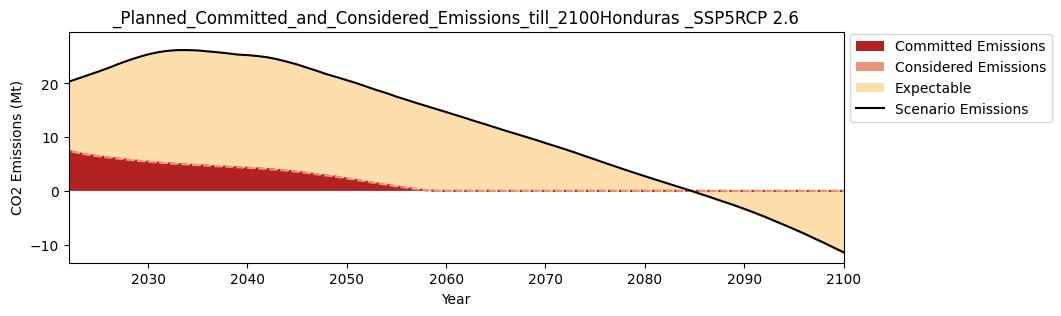 _Planned_Committed_and_Considered_Emissions_till_2100Honduras _SSP5RCP 2.6
CO2 Emissions (Mt)
20
10
0
−10
2030 2040 2050 2060 2070 2080 2090 2100
Year
Committed Emissions
Considered Emissions
Expectable
Scenario Emissions